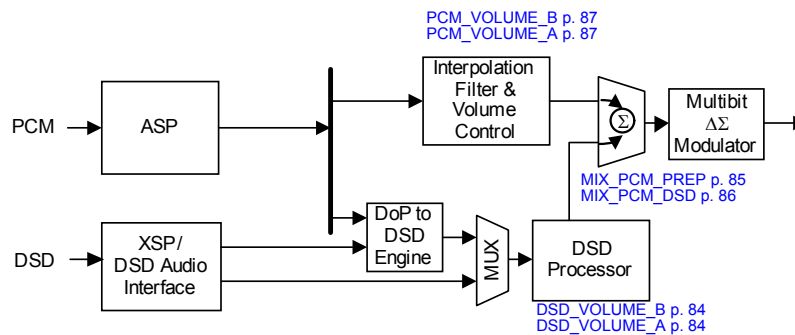 PCM_VOLUME_B p. 87
PCM_VOLUME_A p. 87
Interpolation
Filter &
Volume
Control
PCM
ASP
Σ
Multibit
ΔΣ
Modulator
MIX_PCM_PREP p. 85
MIX_PCM_DSD p. 86
DSD
XSP/
DSD Audio
Interface
DoP to
DSD
Engine
MUX
DSD
Processor
DSD_VOLUME_B p. 84
DSD_VOLUME_A p. 84